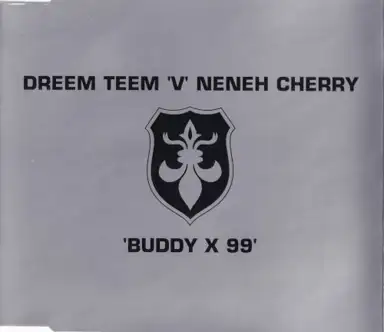 DREEM TEEM 'V' NENEH CHERRY
'BUDDY X 99'